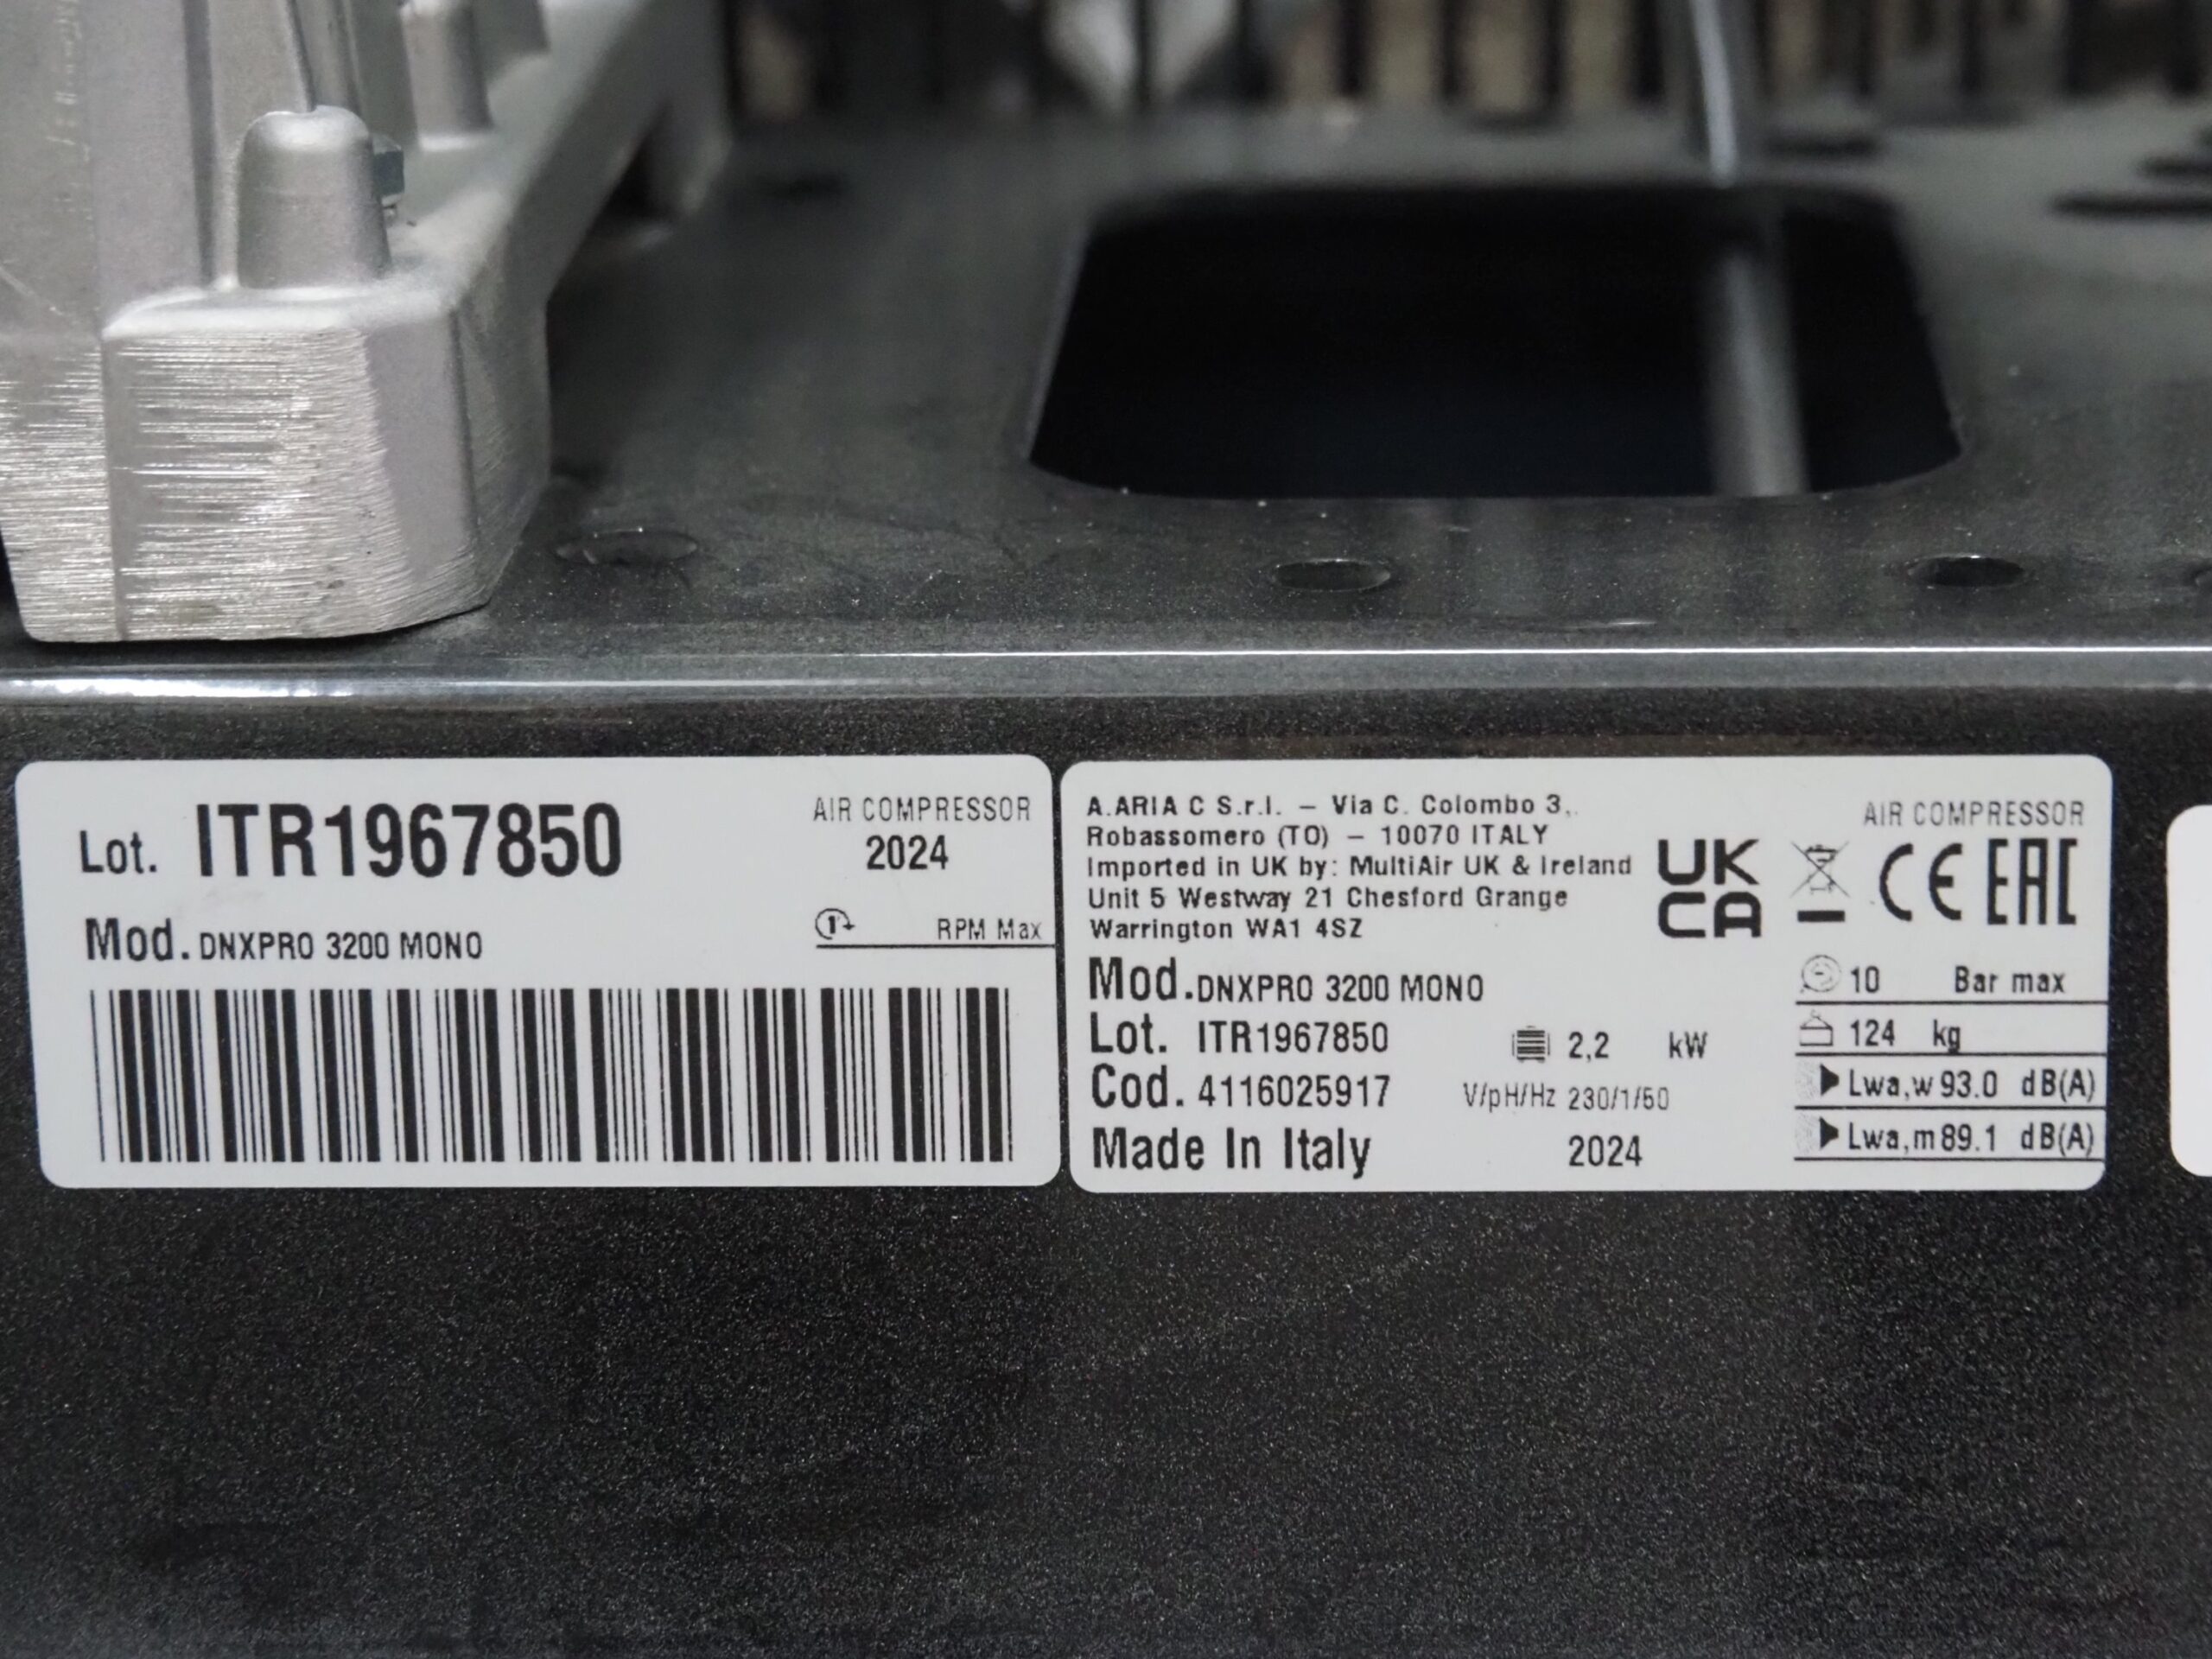 Lot. ITR1967850
AIR COMPRESSOR
2024
Mod. DNXPRO 3200 MONO
1 RPM Max
A.ARIA C S.r.l. – Via C. Colombo 3,.
Robassomero (TO) – 10070 ITALY
Imported in UK by: MultiAir UK & Ireland
Unit 5 Westway 21 Chesford Grange
Warrington WA1 4SZ
AIR COMPRESSOR
UK
CA
CE EAC
Mod. DNXPRO 3200 MONO
Lot. ITR1967850
Cod. 4116025917
Made In Italy
2,2 kW
V/pH/Hz 230/1/50
2024
10 Bar max
124 kg
Lwa,w 93.0 dB(A)
Lwa,m 89.1 dB(A)